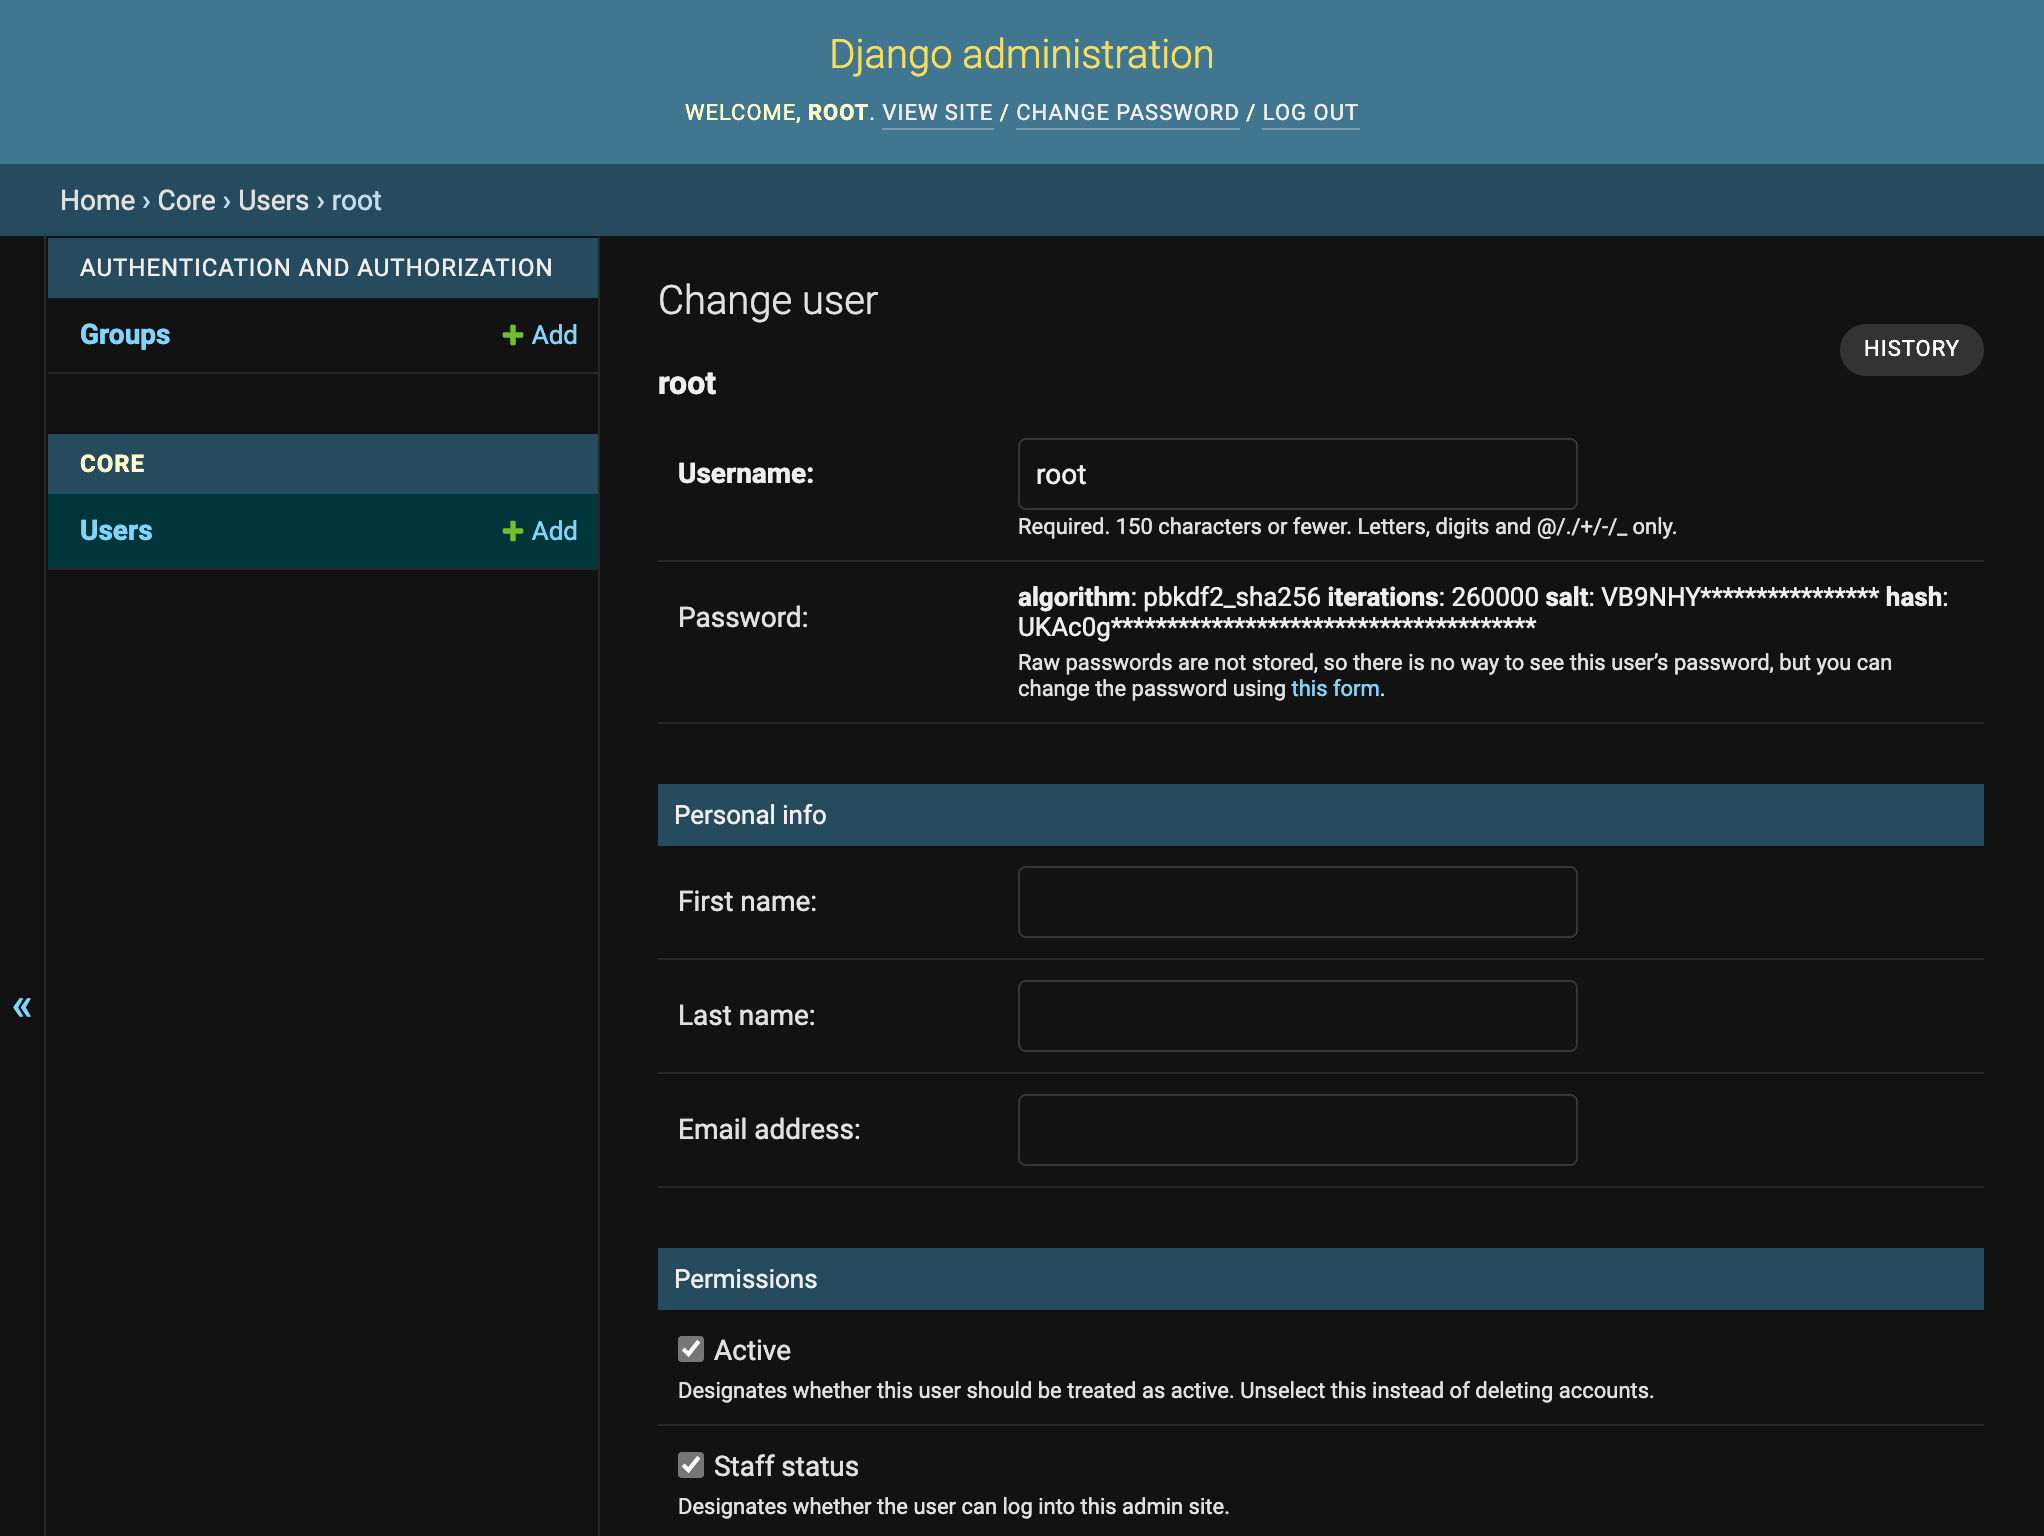 Django administration
WELCOME, ROOT. VIEW SITE / CHANGE PASSWORD / LOG OUT
Home › Core › Users › root
AUTHENTICATION AND AUTHORIZATION
Groups
Add
CORE
Users
Add
«
Change user
HISTORY
root
Username:
root
Required. 150 characters or fewer. Letters, digits and @/./+/-/_ only.
Password:
algorithm: pbkdf2_sha256 iterations: 260000 salt: VB9NHY**************** hash:
UKAc0g**************************************
Raw passwords are not stored, so there is no way to see this user’s password, but you can
change the password using this form.
Personal info
First name:
Last name:
Email address:
Permissions
Active
Designates whether this user should be treated as active. Unselect this instead of deleting accounts.
Staff status
Designates whether the user can log into this admin site.